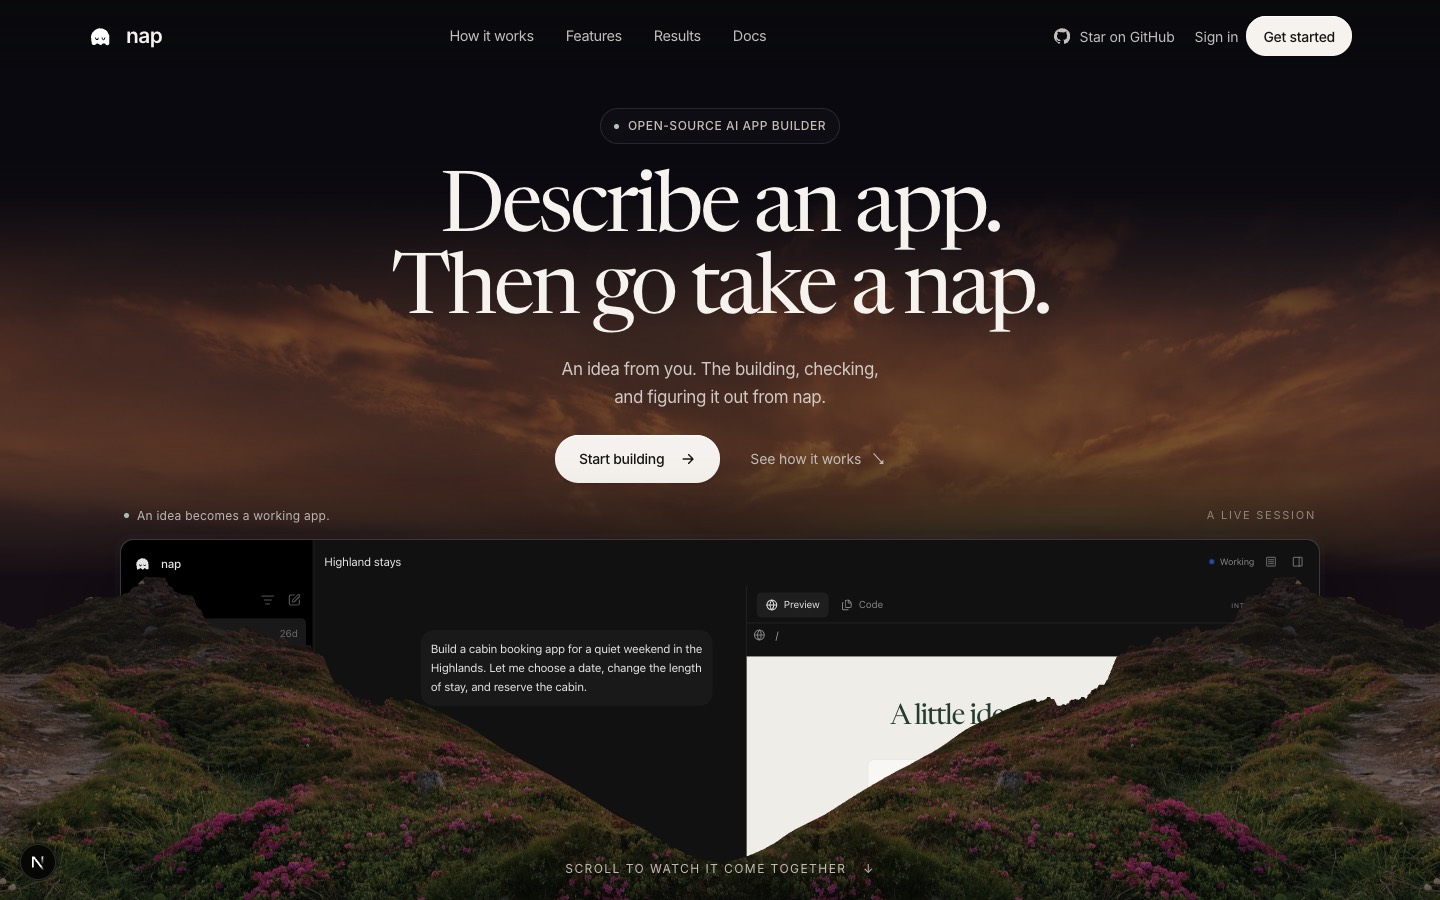 nap
How it works
Features
Results
Docs
Star on GitHub
Sign in
Get started
OPEN-SOURCE AI APP BUILDER
Describe an app.
Then go take a nap.
An idea from you. The building, checking,
and figuring it out from nap.
Start building →
See how it works ↘
An idea becomes a working app.
A LIVE SESSION
nap
Highland stays
Working
Preview
Code
26d
/
Build a cabin booking app for a quiet weekend in the
Highlands. Let me choose a date, change the length
of stay, and reserve the cabin.
A little
N
SCROLL TO WATCH IT COME TOGETHER ↓